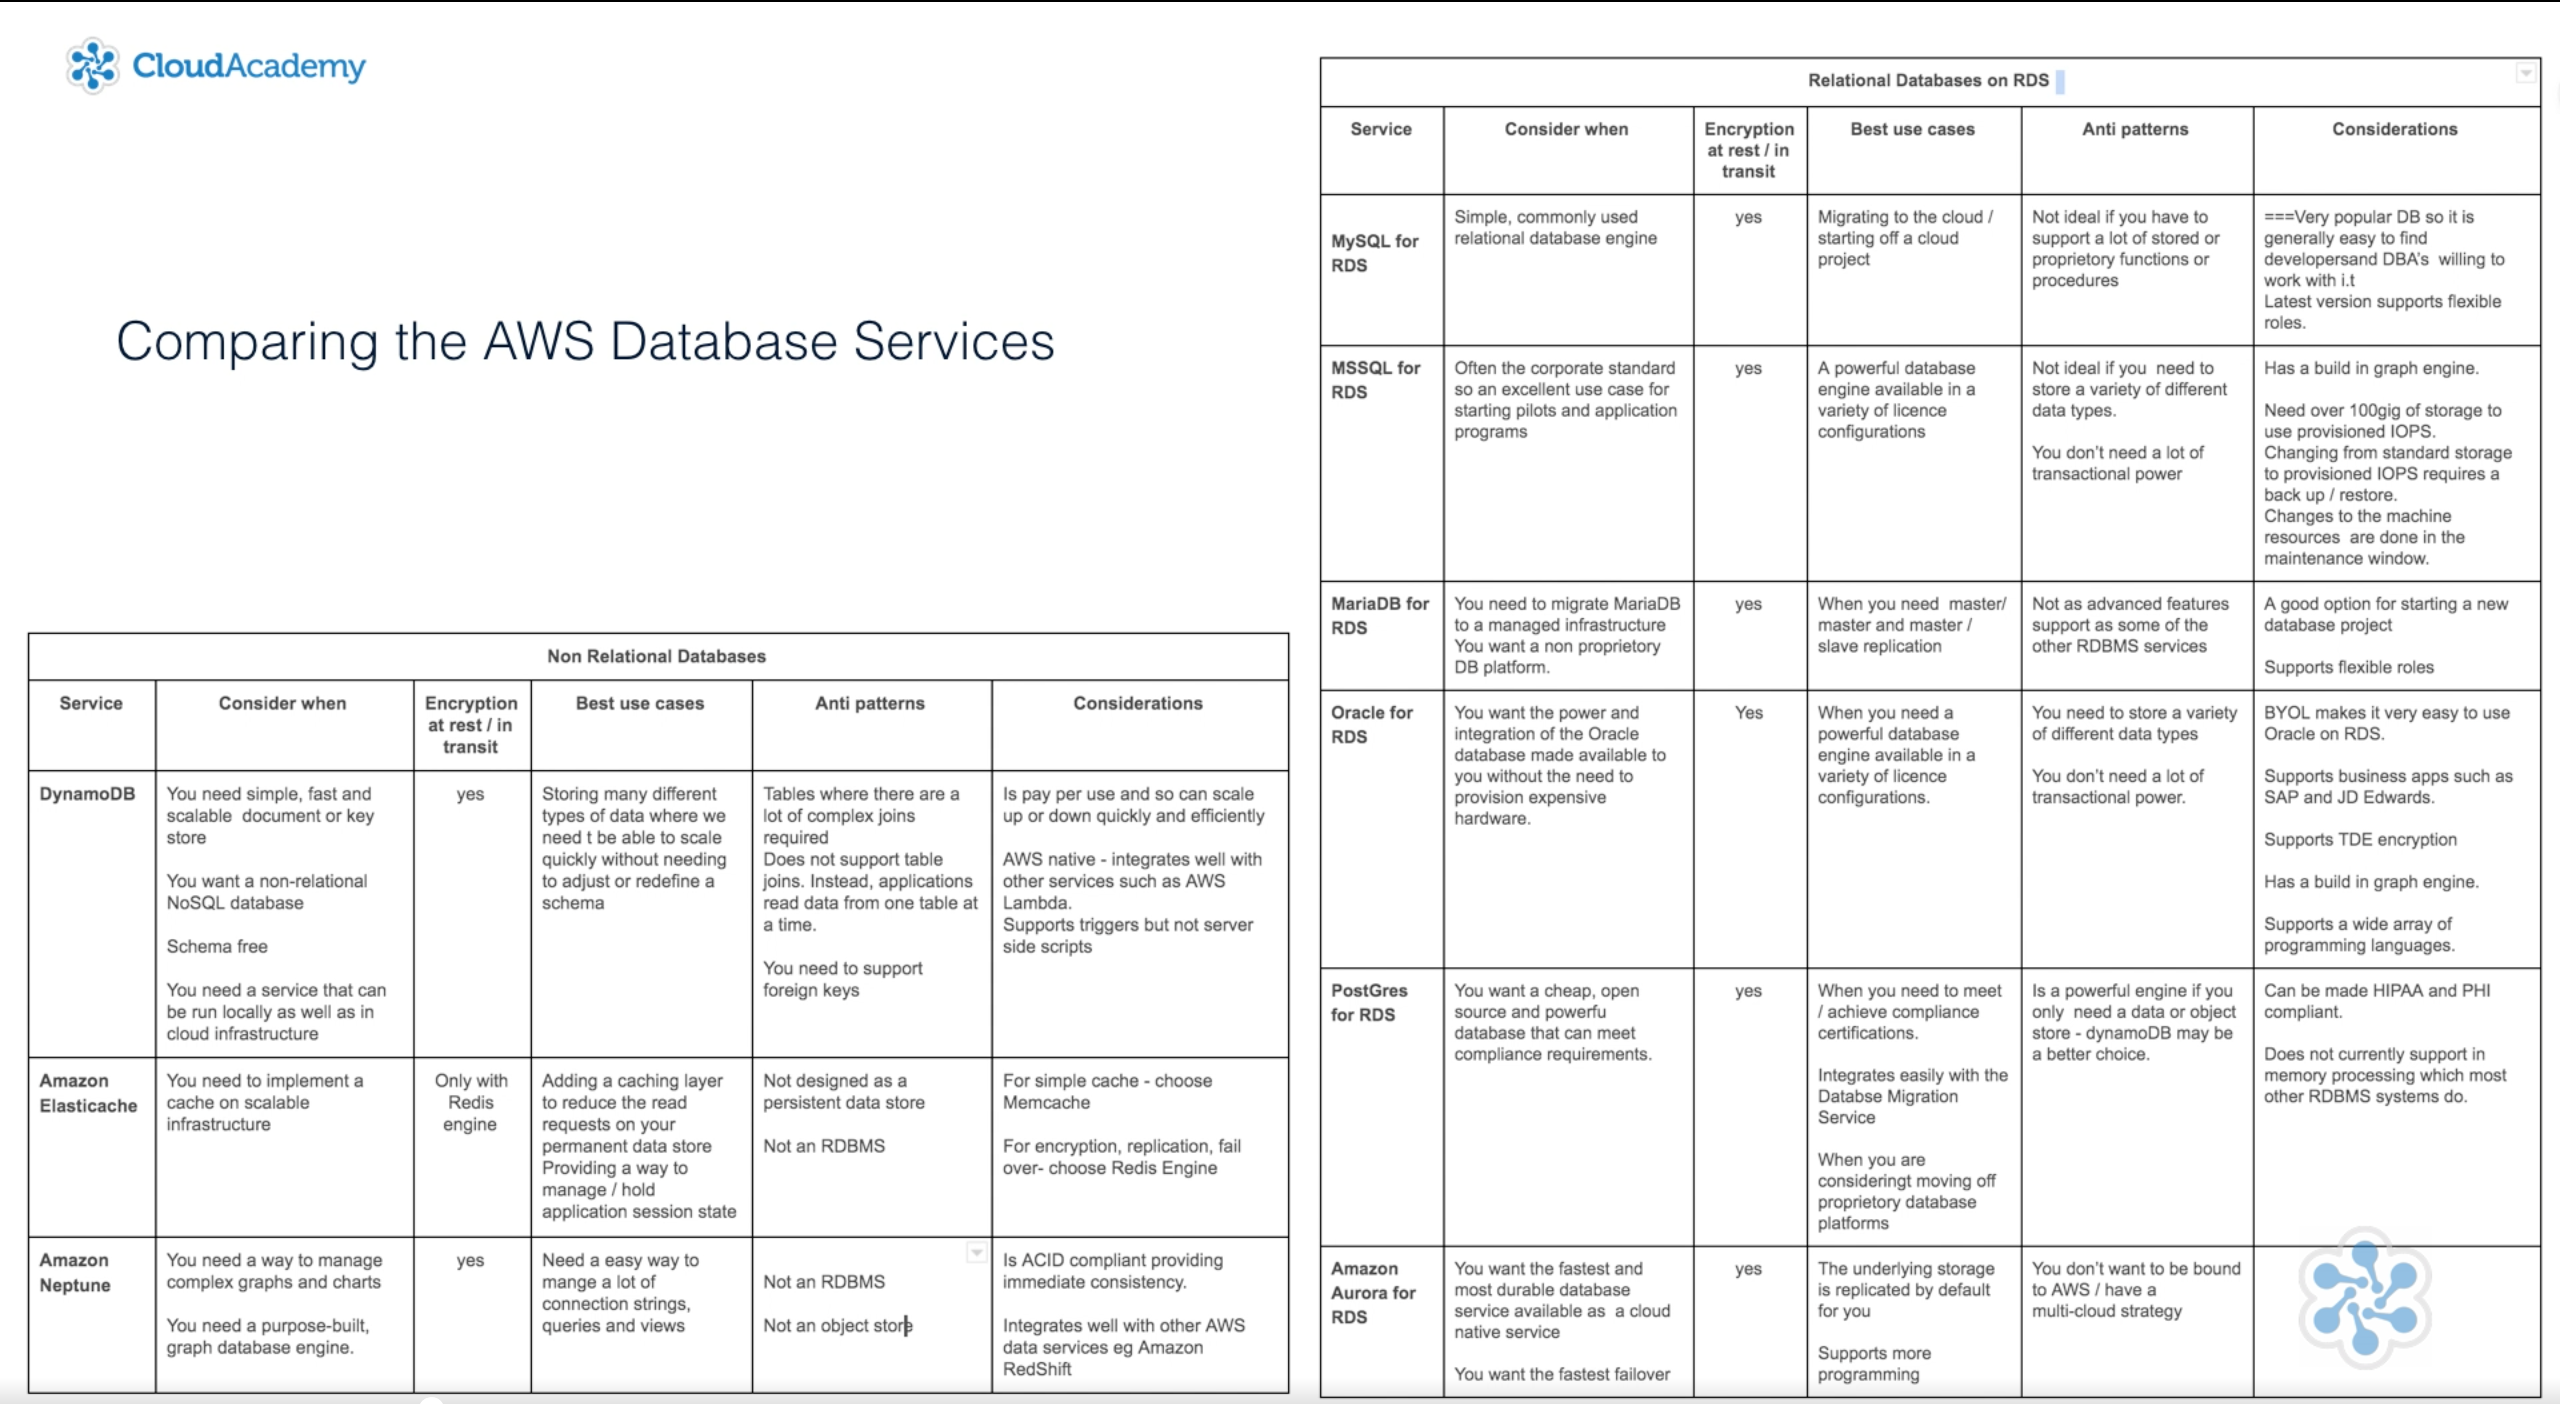 CloudAcademy
Comparing the AWS Database Services
Non Relational Databases
Service
Consider when
Encryption
at rest / in
transit
Best use cases
Anti patterns
Considerations
DynamoDB
You need simple, fast and
scalable  document or key
store
You want a non-relational
NoSQL database
Schema free
You need a service that can
be run locally as well as in
cloud infrastructure
yes
Storing many different
types of data where we
need t be able to scale
quickly without needing
to adjust or redefine a
schema
Tables where there are a
lot of complex joins
required
Does not support table
joins. Instead, applications
read data from one table at
a time.
You need to support
foreign keys
Is pay per use and so can scale
up or down quickly and efficiently
AWS native - integrates well with
other services such as AWS
Lambda.
Supports triggers but not server
side scripts
Amazon
Elasticache
You need to implement a
cache on scalable
infrastructure
Only with
Redis
engine
Adding a caching layer
to reduce the read
requests on your
permanent data store
Providing a way to
manage / hold
application session state
Not designed as a
persistent data store
Not an RDBMS
For simple cache - choose
Memcache
For encryption, replication, fail
over- choose Redis Engine
Amazon
Neptune
You need a way to manage
complex graphs and charts
You need a purpose-built,
graph database engine.
yes
Need a easy way to
mange a lot of
connection strings,
queries and views
Not an RDBMS
Not an object store
Is ACID compliant providing
immediate consistency.
Integrates well with other AWS
data services eg Amazon
RedShift
Relational Databases on RDS
Service
Consider when
Encryption
at rest / in
transit
Best use cases
Anti patterns
Considerations
MySQL for
RDS
Simple, commonly used
relational database engine
yes
Migrating to the cloud /
starting off a cloud
project
Not ideal if you have to
support a lot of stored or
proprietory functions or
procedures
===Very popular DB so it is
generally easy to find
developersand DBA's  willing to
work with i.t
Latest version supports flexible
roles.
MSSQL for
RDS
Often the corporate standard
so an excellent use case for
starting pilots and application
programs
yes
A powerful database
engine available in a
variety of licence
configurations
Not ideal if you  need to
store a variety of different
data types.
You don't need a lot of
transactional power
Has a build in graph engine.
Need over 100gig of storage to
use provisioned IOPS.
Changing from standard storage
to provisioned IOPS requires a
back up / restore.
Changes to the machine
resources  are done in the
maintenance window.
MariaDB for
RDS
You need to migrate MariaDB
to a managed infrastructure
You want a non proprietory
DB platform.
yes
When you need  master/
master and master /
slave replication
Not as advanced features
support as some of the
other RDBMS services
A good option for starting a new
database project
Supports flexible roles
Oracle for
RDS
You want the power and
integration of the Oracle
database made available to
you without the need to
provision expensive
hardware.
Yes
When you need a
powerful database
engine available in a
variety of licence
configurations.
You need to store a variety
of different data types
You don't need a lot of
transactional power.
BYOL makes it very easy to use
Oracle on RDS.
Supports business apps such as
SAP and JD Edwards.
Supports TDE encryption
Has a build in graph engine.
Supports a wide array of
programming languages.
PostGres
for RDS
You want a cheap, open
source and powerfu
database that can meet
compliance requirements.
yes
When you need to meet
/ achieve compliance
certifications.
Integrates easily with the
Databse Migration
Service
When you are
consideringt moving off
proprietory database
platforms
Is a powerful engine if you
only  need a data or object
store - dynamoDB may be
a better choice.
Can be made HIPAA and PHI
compliant.
Does not currently support in
memory processing which most
other RDBMS systems do.
Amazon
Aurora for
RDS
You want the fastest and
most durable database
service available as  a cloud
native service
You want the fastest failover
yes
The underlying storage
is replicated by default
for you
Supports more
programming
You don't want to be bound
to AWS / have a
multi-cloud strategy